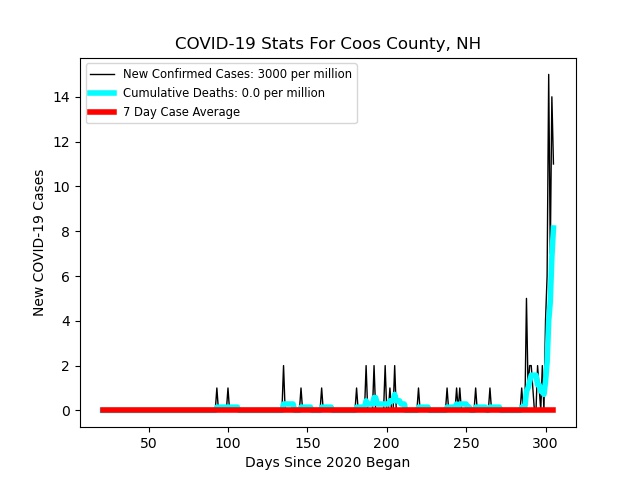 COVID-19 Stats For Coos County, NH
New Confirmed Cases: 3000 per million
Cumulative Deaths: 0.0 per million
7 Day Case Average
New COVID-19 Cases
14
12
10
8
6
4
2
0
50 100 150 200 250 300
Days Since 2020 Began